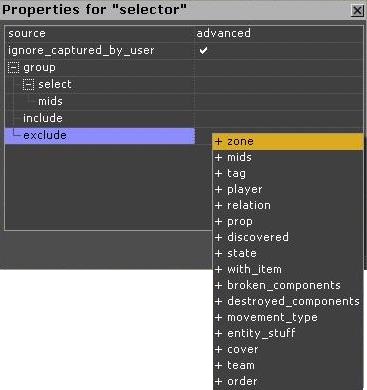 Properties for "selector"
source advanced
ignore_captured_by_user ✔
group
select
mids
include
exclude
+ zone
+ mids
+ tag
+ player
+ relation
+ prop
+ discovered
+ state
+ with_item
+ broken_components
+ destroyed_components
+ movement_type
+ entity_stuff
+ cover
+ team
+ order